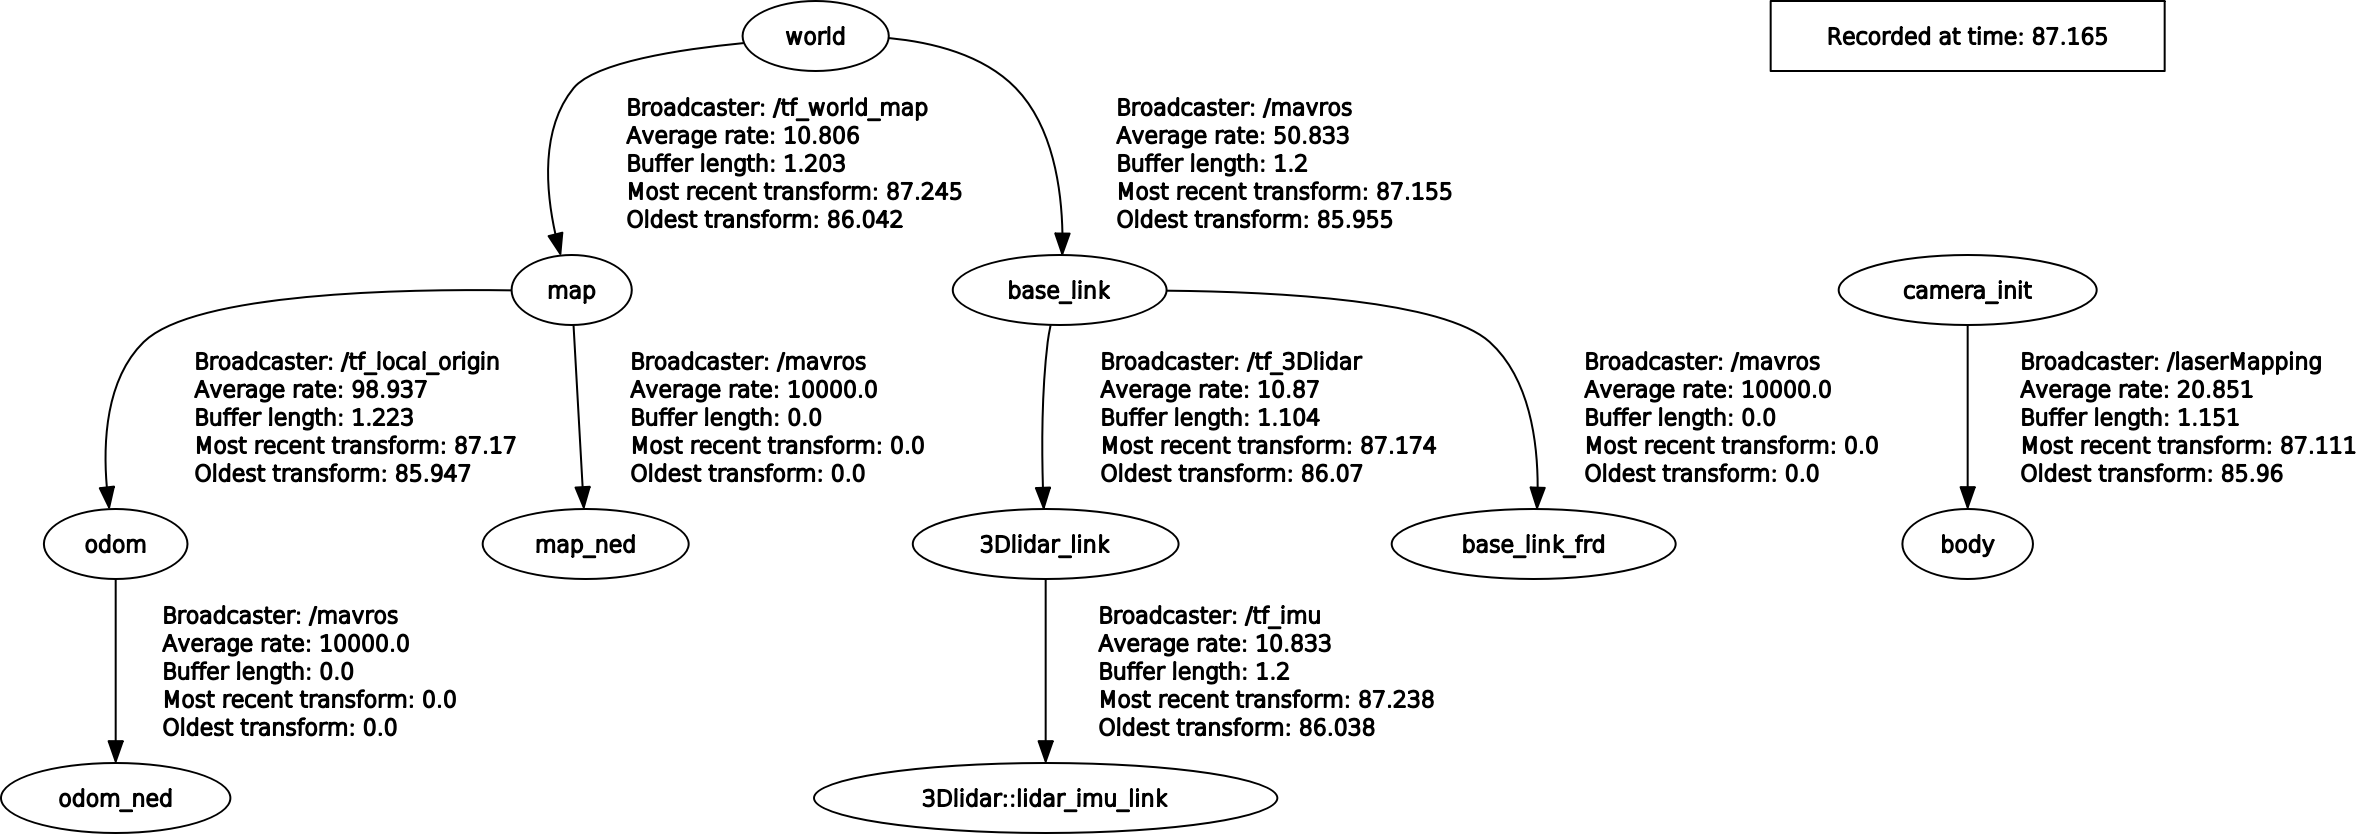 world
Recorded at time: 87.165
Broadcaster: /tf_world_map
Average rate: 10.806
Buffer length: 1.203
Most recent transform: 87.245
Oldest transform: 86.042
Broadcaster: /mavros
Average rate: 50.833
Buffer length: 1.2
Most recent transform: 87.155
Oldest transform: 85.955
map
base_link
camera_init
Broadcaster: /tf_local_origin
Average rate: 98.937
Buffer length: 1.223
Most recent transform: 87.17
Oldest transform: 85.947
Broadcaster: /mavros
Average rate: 10000.0
Buffer length: 0.0
Most recent transform: 0.0
Oldest transform: 0.0
Broadcaster: /tf_3Dlidar
Average rate: 10.87
Buffer length: 1.104
Most recent transform: 87.174
Oldest transform: 86.07
Broadcaster: /mavros
Average rate: 10000.0
Buffer length: 0.0
Most recent transform: 0.0
Oldest transform: 0.0
Broadcaster: /laserMapping
Average rate: 20.851
Buffer length: 1.151
Most recent transform: 87.111
Oldest transform: 85.96
odom
map_ned
3Dlidar_link
base_link_frd
body
Broadcaster: /mavros
Average rate: 10000.0
Buffer length: 0.0
Most recent transform: 0.0
Oldest transform: 0.0
Broadcaster: /tf_imu
Average rate: 10.833
Buffer length: 1.2
Most recent transform: 87.238
Oldest transform: 86.038
odom_ned
3Dlidar::lidar_imu_link